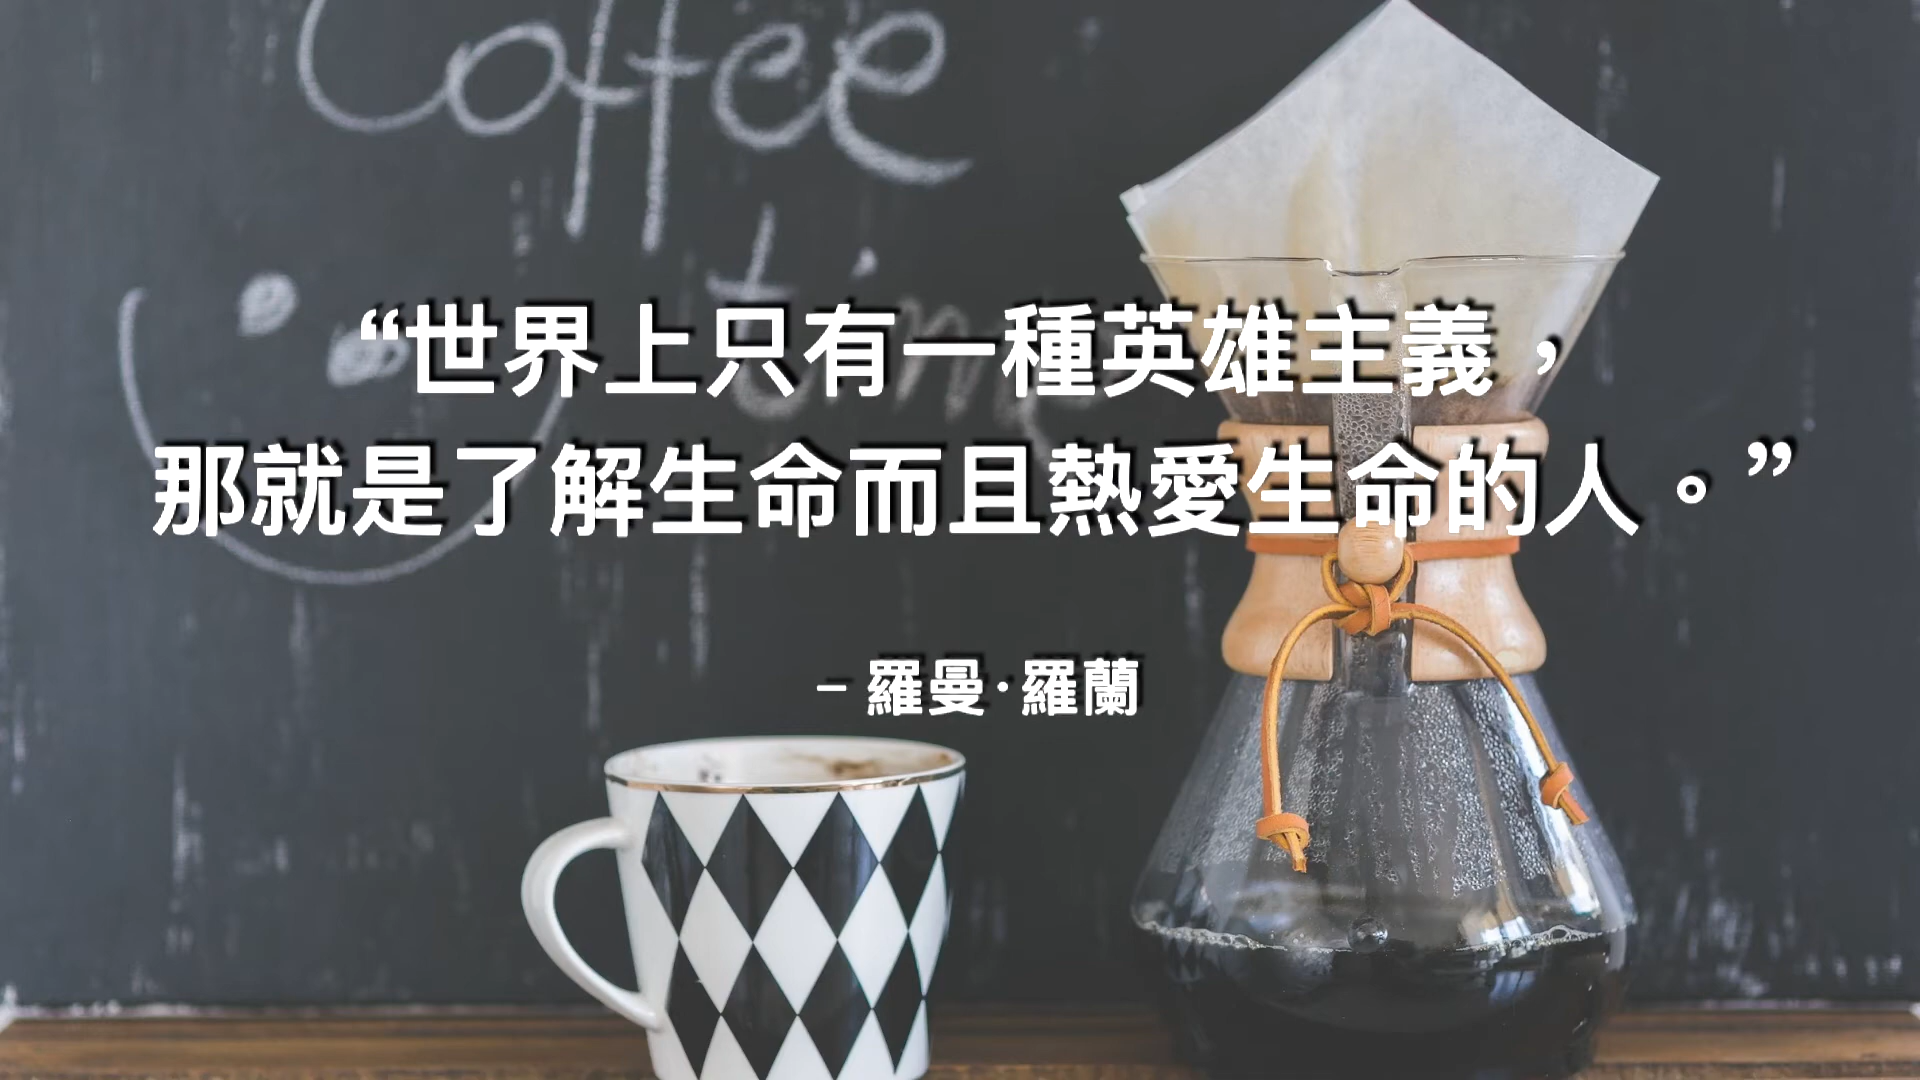 Coffee
time
“世界上只有一種英雄主義，
那就是了解生命而且熱愛生命的人。”
– 羅曼·羅蘭